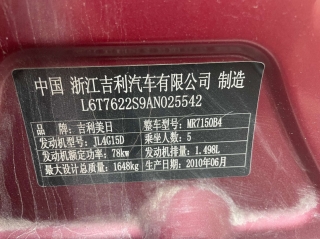 中国 浙江吉利汽车有限公司 制造
L6T7622S9AN025542
品牌：吉利美日 整车型号：MR7150B4
发动机型号：JL4G15D 乘坐人数：5
发动机额定功率：78kw 发动机排量：1.498L
最大设计总质量：1648kg 生产日期：2010年06月